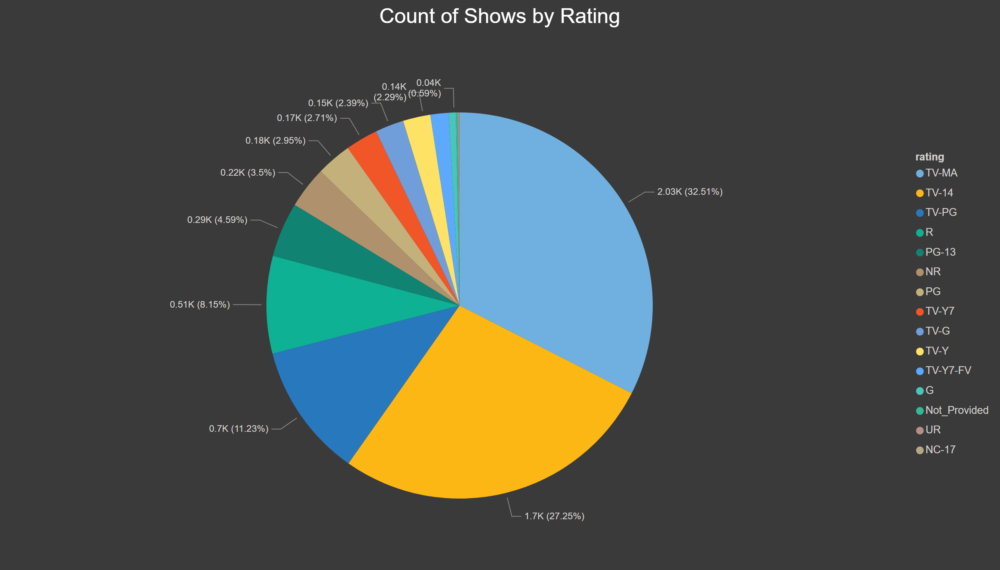 Count of Shows by Rating
0.04K
(0.59%)
0.14K
(2.29%)
0.15K (2.39%)
0.17K (2.71%)
0.18K (2.95%)
0.22K (3.5%)
0.29K (4.59%)
0.51K (8.15%)
0.7K (11.23%)
2.03K (32.51%)
1.7K (27.25%)
rating
TV-MA
TV-14
TV-PG
R
PG-13
NR
PG
TV-Y7
TV-G
TV-Y
TV-Y7-FV
G
Not_Provided
UR
NC-17